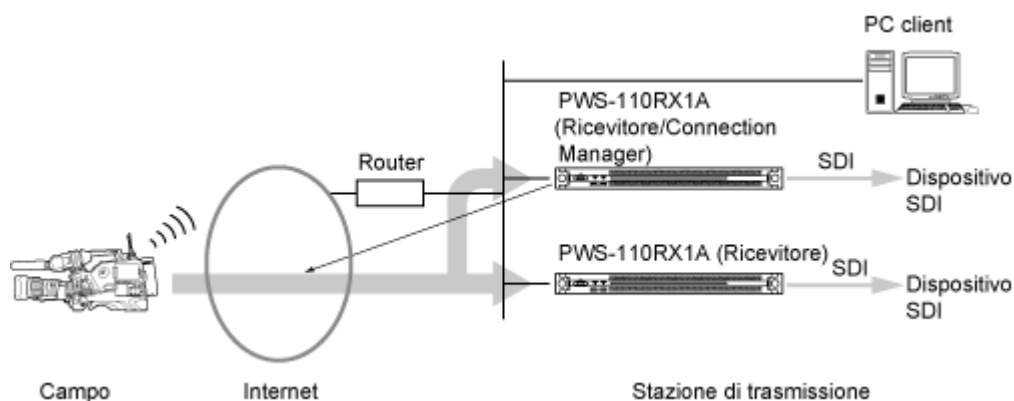 PC client
PWS-110RX1A
(Ricevitore/Connection
Manager)
Router
SDI
Dispositivo
SDI
PWS-110RX1A (Ricevitore)
SDI
Dispositivo
SDI
Campo
Internet
Stazione di trasmissione